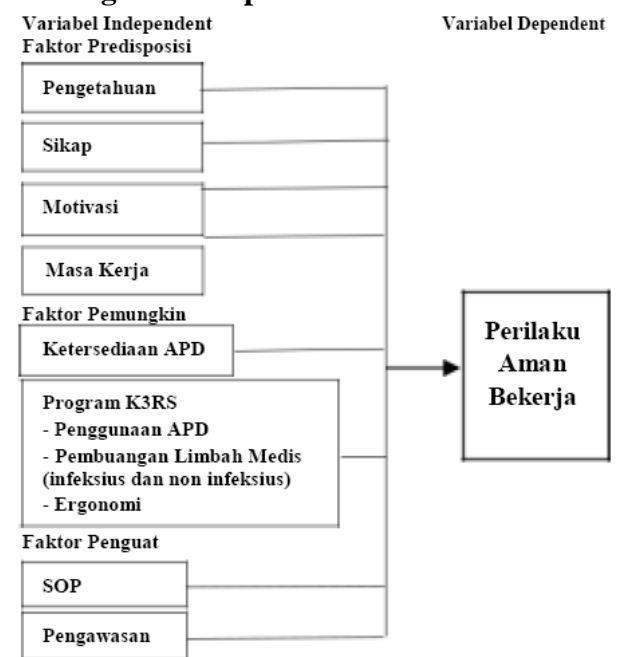 Variabel Independent
Variabel Dependent
Faktor Predisposisi
Pengetahuan
Sikap
Motivasi
Masa Kerja
Faktor Pemungkin
Ketersediaan APD
Program K3RS
- Penggunaan APD
- Pembuangan Limbah Medis
(infeksius dan non infeksius)
- Ergonomi
Faktor Penguat
SOP
Pengawasan
Perilaku
Aman
Bekerja